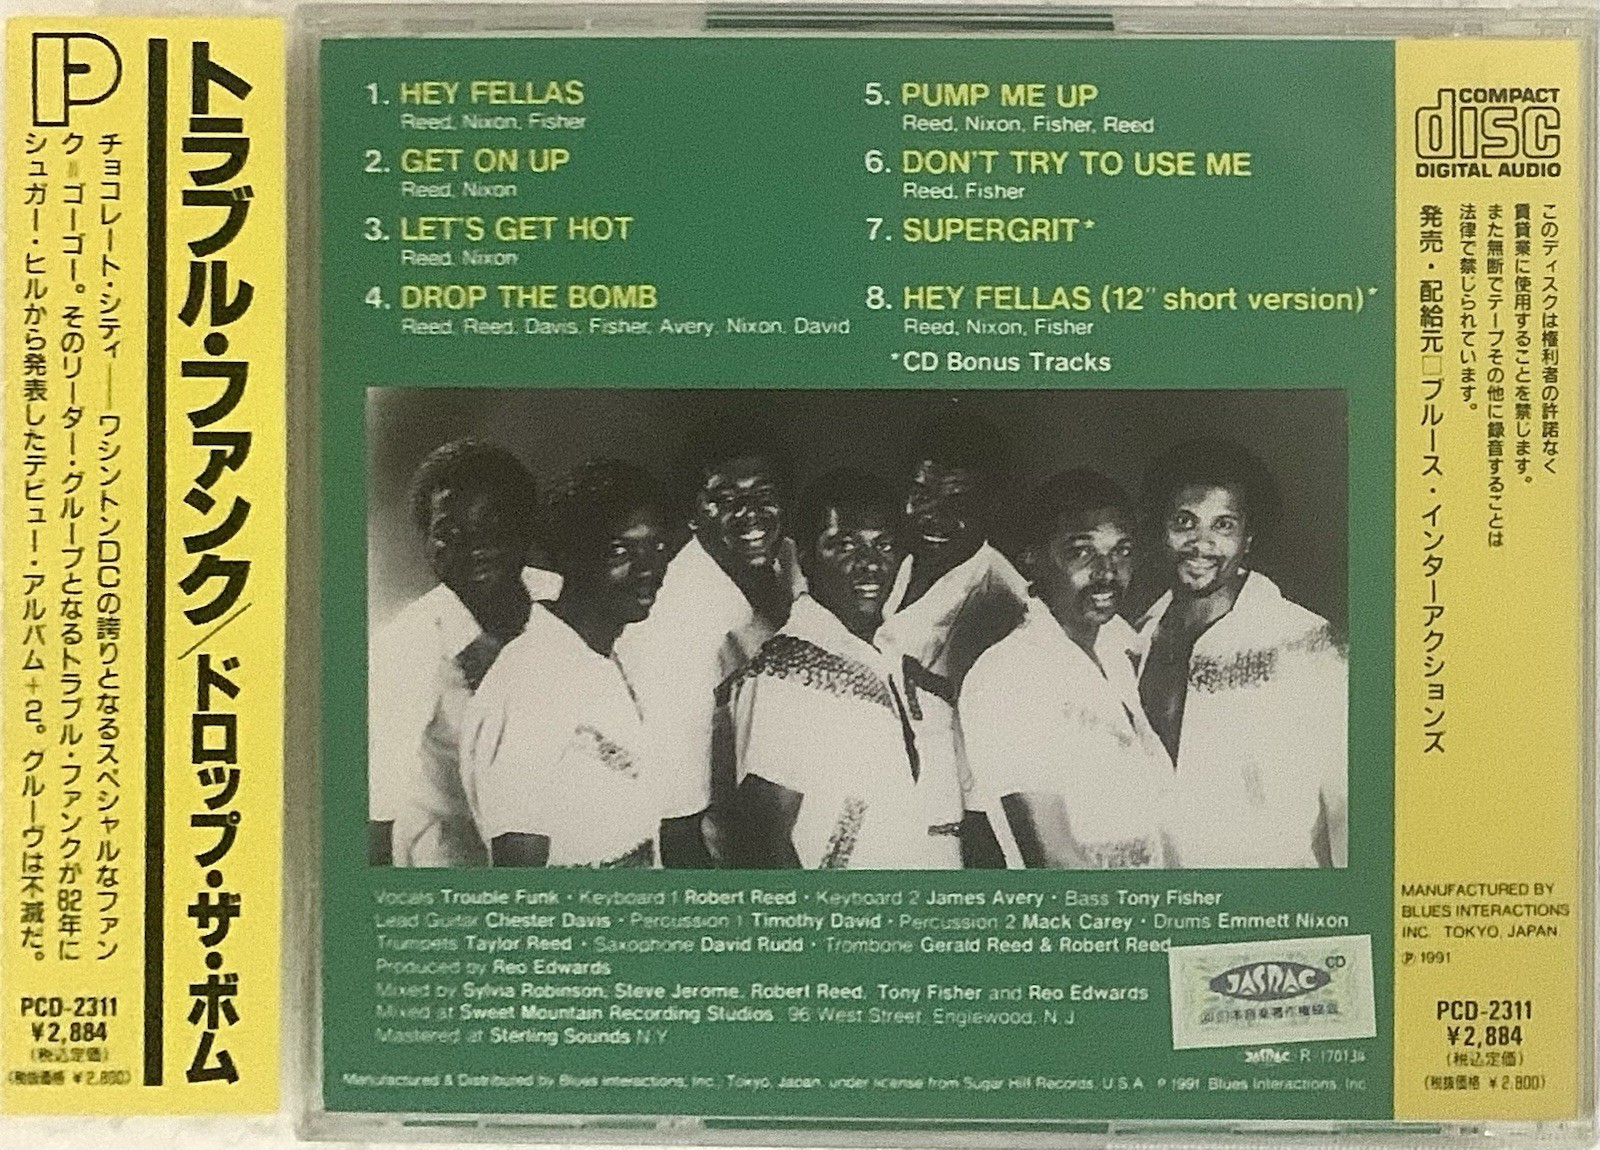 P
トラブル・ファンク/ドロップ・ザ・ボム
チョコレート・シティ──ワシントンDCの誇りとなるスペシャルなファン
ク=ゴーゴー。そのリーダー・グループとなるトラブル・ファンクが82年に
シュガー・ヒルから発表したデビュー・アルバム+2。グルーヴは不滅だ。
PCD-2311
¥2,884
(税込定価)
(税抜価格 ¥2,800)
1. HEY FELLAS
Reed, Nixon, Fisher
2. GET ON UP
Reed, Nixon
3. LET'S GET HOT
Reed, Nixon
4. DROP THE BOMB
Reed, Reed, Davis, Fisher, Avery, Nixon, David
5. PUMP ME UP
Reed, Nixon, Fisher, Reed
6. DON'T TRY TO USE ME
Reed, Fisher
7. SUPERGRIT*
8. HEY FELLAS (12" short version)*
Reed, Nixon, Fisher
*CD Bonus Tracks
Vocals Trouble Funk・Keyboard 1 Robert Reed・Keyboard 2 James Avery・Bass Tony Fisher
Lead Guitar Chester Davis・Percussion 1 Timothy David・Percussion 2 Mack Carey・Drums Emmett Nixon
Trumpets Taylor Reed・Saxophone David Rudd・Trombone Gerald Reed & Robert Reed
Produced by Reo Edwards
Mixed by Sylvia Robinson, Steve Jerome, Robert Reed, Tony Fisher and Reo Edwards
Mixed at Sweet Mountain Recording Studios, 96 West Street, Englewood, N.J.
Mastered at Sterling Sounds N.Y.
JASRAC CD
日本音楽著作権協会
JASRAC R-170134
Manufactured & Distributed by Blues Interactions, Inc., Tokyo, Japan, under license from Sugar Hill Records, U.S.A. ℗ 1991 Blues Interactions, Inc.
COMPACT
disc
DIGITAL AUDIO
このディスクは権利者の許諾なく
賃貸業に使用することを禁じます。
また無断でテープその他に録音することは
法律で禁じられています。
発売・配給元□ブルース・インターアクションズ
MANUFACTURED BY
BLUES INTERACTIONS
INC. TOKYO, JAPAN
℗ 1991
PCD-2311
¥2,884
(税込定価)
(税抜価格 ¥2,800)